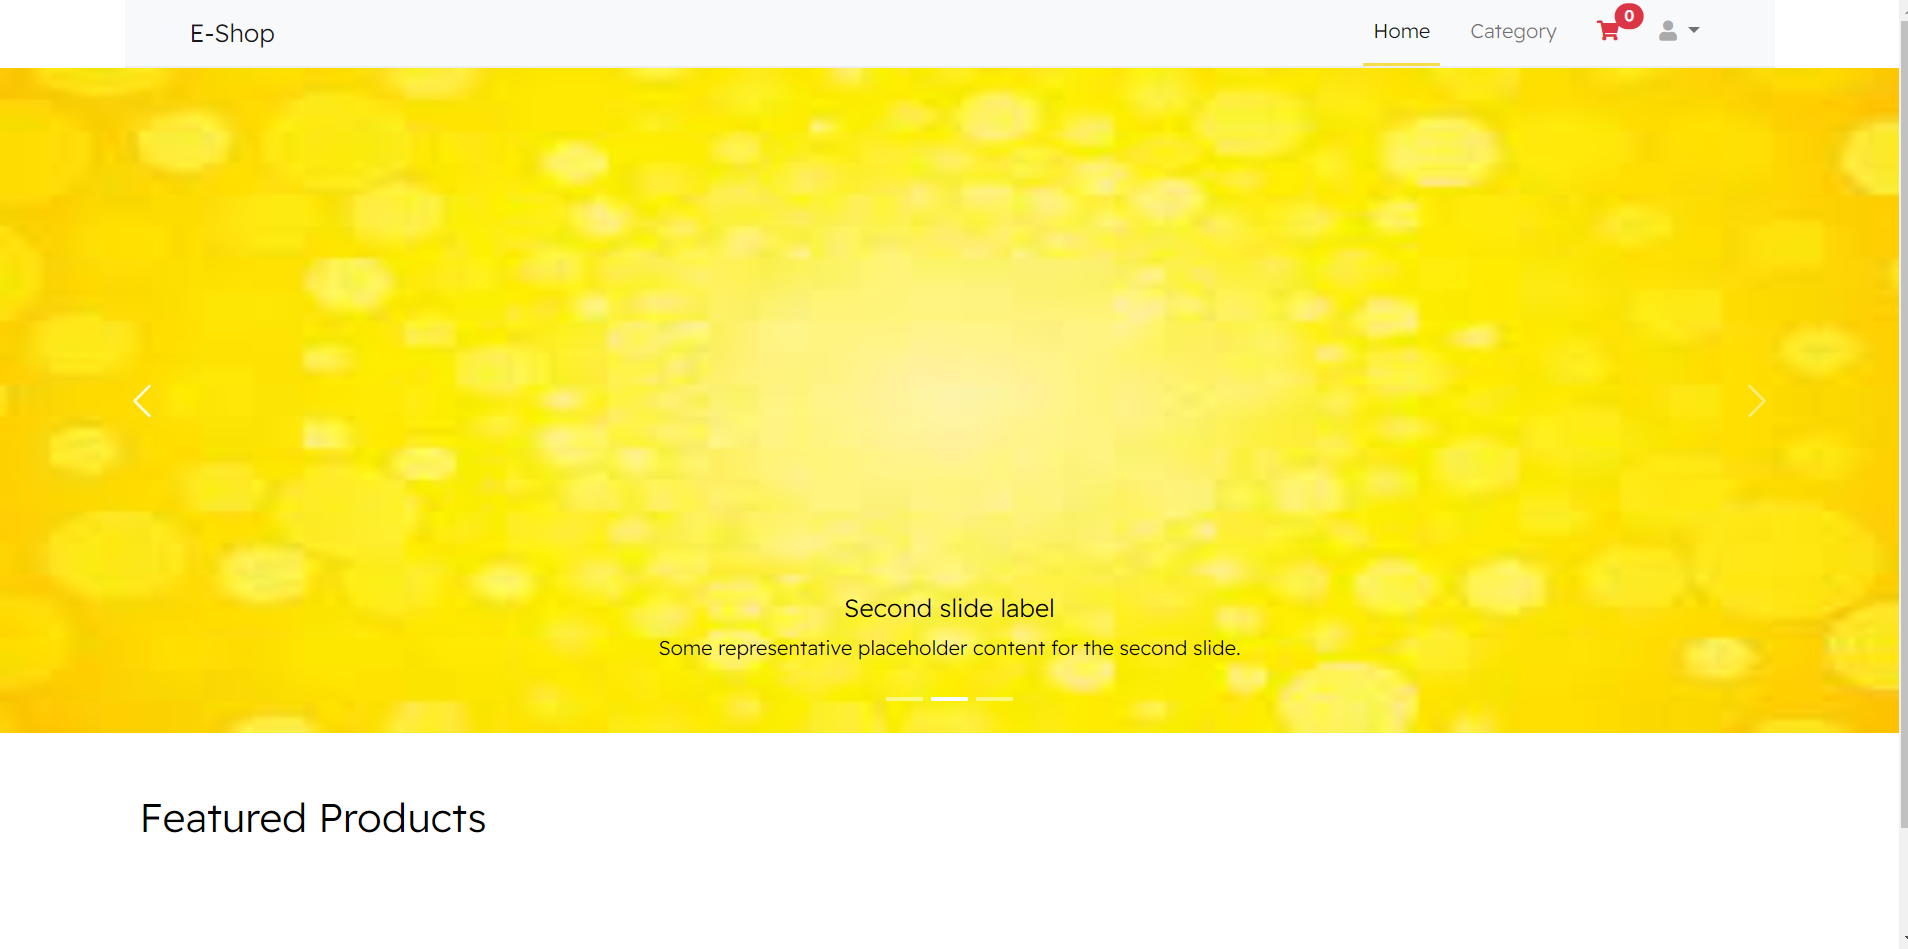 E-Shop
Home
Category
0
Second slide label
Some representative placeholder content for the second slide.
Featured Products